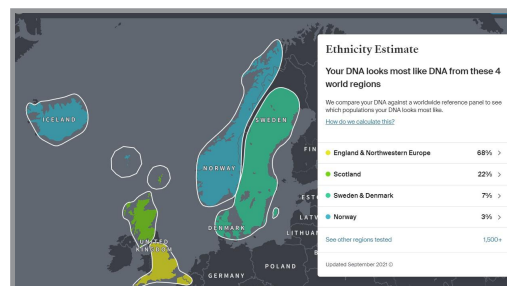 Ethnicity Estimate
Your DNA looks most like DNA from these 4
world regions
We compare your DNA against a worldwide reference panel to see
which populations your DNA looks most like.
How do we calculate this?
England & Northwestern Europe 68% >
Scotland 22% >
Sweden & Denmark 7% >
Norway 3% >
See other regions tested 1,500+
Updated September 2021
ICELAND
SWEDEN
NORWAY
FIN
EST
LATV
DENMARK
LITHUA
UNITED
KINGDOM
POLAND
GERMANY